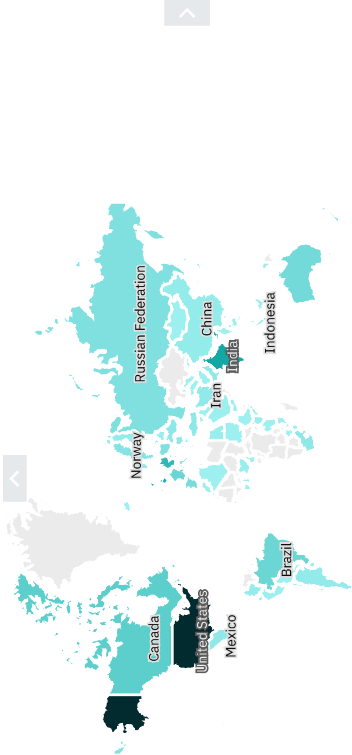 Canada
United States
Mexico
Brazil
Norway
Russian Federation
Iran
India
China
Indonesia